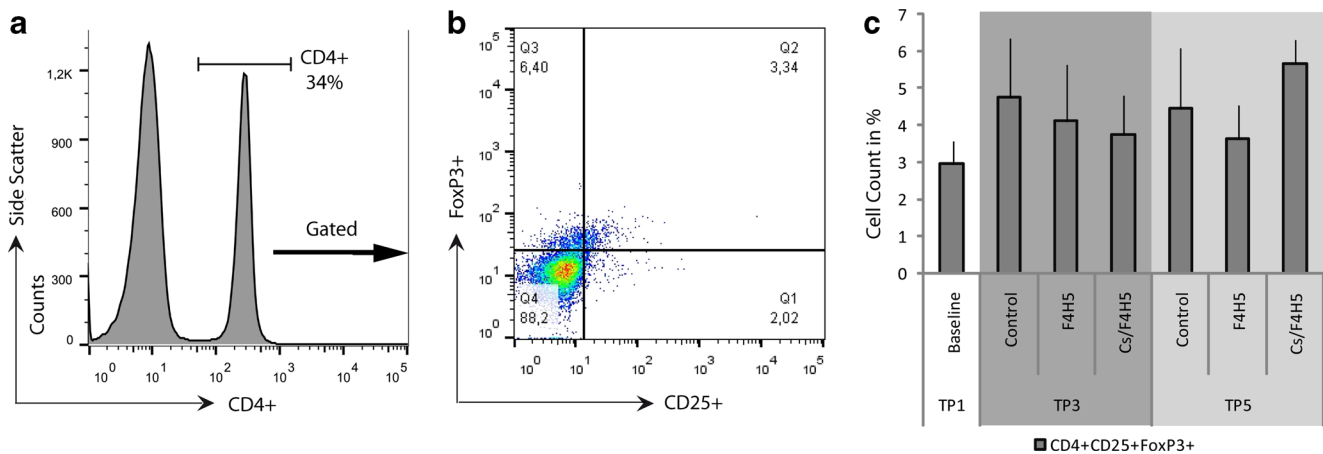 a
Side Scatter
Counts
1,2K
900
600
300
0
CD4+
34%
Gated
10^0 10^1 10^2 10^3 10^4 10^5
CD4+
b
FoxP3+
10^5
10^4
10^3
10^2
10^1
10^0
Q3
6,40
Q2
3,34
Q4
88,2
Q1
2,02
10^0 10^1 10^2 10^3 10^4 10^5
CD25+
c
Cell Count in %
7
6
5
4
3
2
1
0
Baseline
Control
F4H5
Cs/F4H5
Control
F4H5
Cs/F4H5
TP1 TP3 TP5
CD4+CD25+FoxP3+